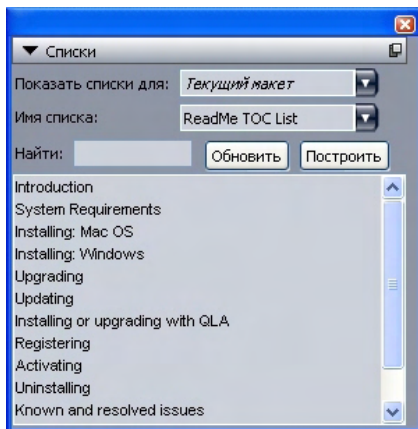 Списки
Показать списки для: Текущий макет
Имя списка: ReadMe TOC List
Найти: Обновить Построить
Introduction
System Requirements
Installing: Mac OS
Installing: Windows
Upgrading
Updating
Installing or upgrading with QLA
Registering
Activating
Uninstalling
Known and resolved issues